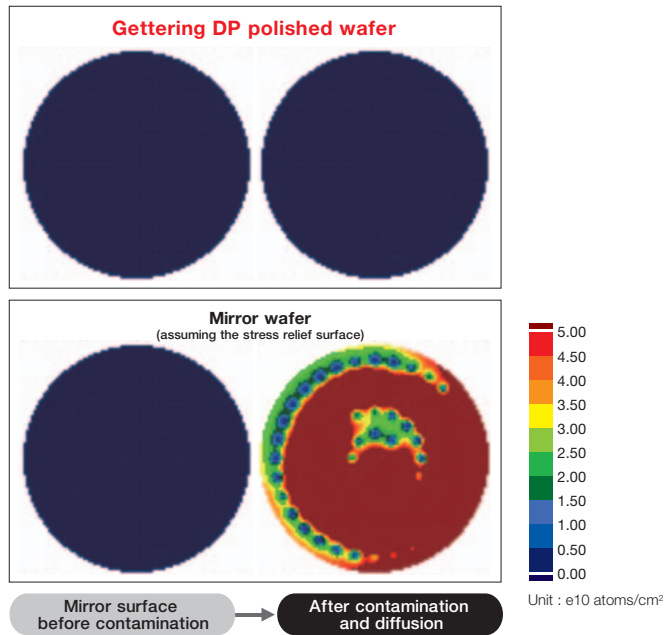 Gettering DP polished wafer
Mirror wafer
(assuming the stress relief surface)
5.00
4.50
4.00
3.50
3.00
2.50
2.00
1.50
1.00
0.50
0.00
Unit : e10 atoms/cm²
Mirror surface
before contamination
After contamination
and diffusion